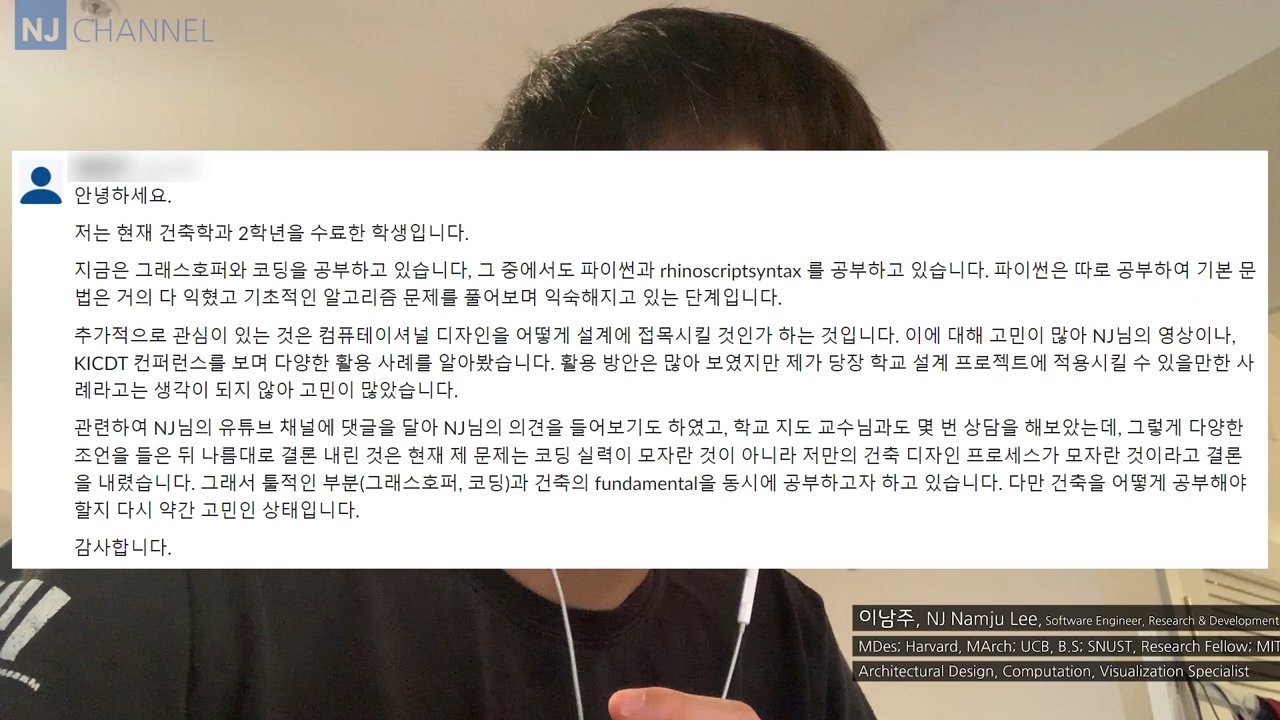 NJ CHANNEL
안녕하세요.
저는 현재 건축학과 2학년을 수료한 학생입니다.
지금은 그래스호퍼와 코딩을 공부하고 있습니다, 그 중에서도 파이썬과 rhinoscriptsyntax 를 공부하고 있습니다. 파이썬은 따로 공부하여 기본 문
법은 거의 다 익혔고 기초적인 알고리즘 문제를 풀어보며 익숙해지고 있는 단계입니다.
추가적으로 관심이 있는 것은 컴퓨테이셔널 디자인을 어떻게 설계에 접목시킬 것인가 하는 것입니다. 이에 대해 고민이 많아 NJ님의 영상이나,
KICDT 컨퍼런스를 보며 다양한 활용 사례를 알아봤습니다. 활용 방안은 많아 보였지만 제가 당장 학교 설계 프로젝트에 적용시킬 수 있을만한 사
례라고는 생각이 되지 않아 고민이 많았습니다.
관련하여 NJ님의 유튜브 채널에 댓글을 달아 NJ님의 의견을 들어보기도 하였고, 학교 지도 교수님과도 몇 번 상담을 해보았는데, 그렇게 다양한
조언을 들은 뒤 나름대로 결론 내린 것은 현재 제 문제는 코딩 실력이 모자란 것이 아니라 저만의 건축 디자인 프로세스가 모자란 것이라고 결론
을 내렸습니다. 그래서 툴적인 부분(그래스호퍼, 코딩)과 건축의 fundamental을 동시에 공부하고자 하고 있습니다. 다만 건축을 어떻게 공부해야
할지 다시 약간 고민인 상태입니다.
감사합니다.
이남주, NJ Namju Lee, Software Engineer, Research & Development
MDes; Harvard, MArch; UCB, B.S; SNUST, Research Fellow; MIT
Architectural Design, Computation, Visualization Specialist